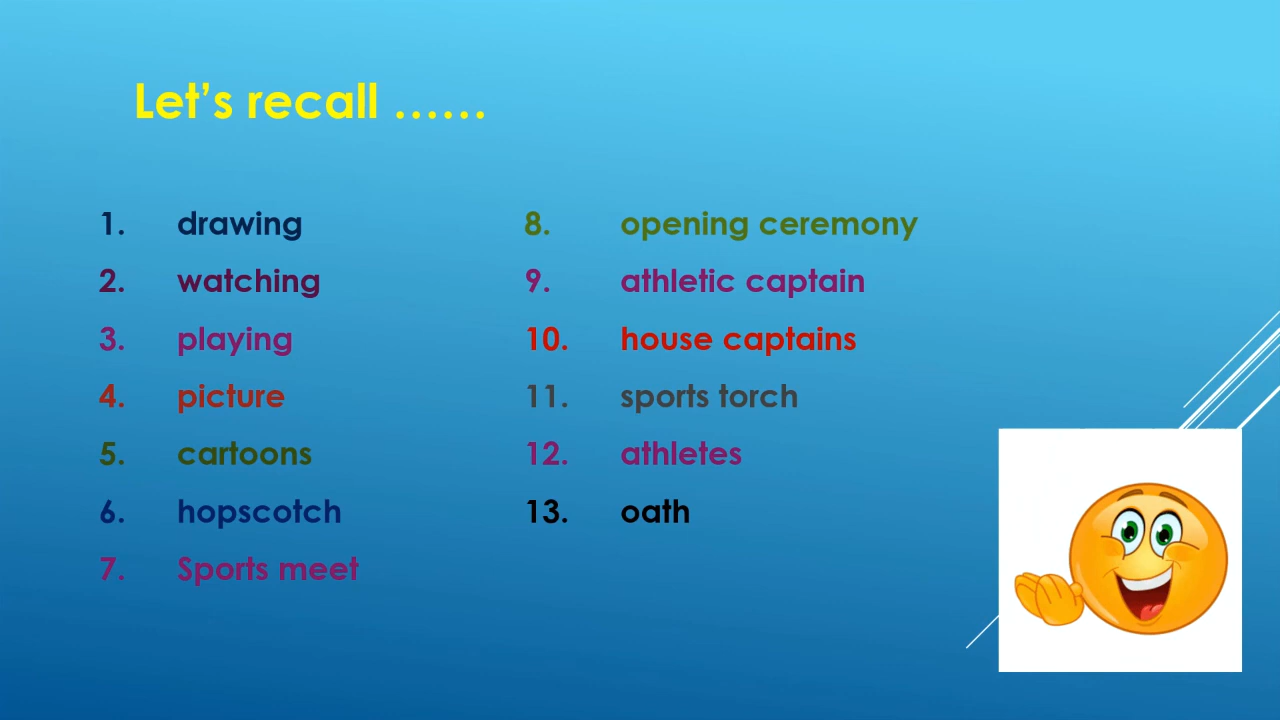 Let’s recall ......
1. drawing
2. watching
3. playing
4. picture
5. cartoons
6. hopscotch
7. Sports meet
8. opening ceremony
9. athletic captain
10. house captains
11. sports torch
12. athletes
13. oath